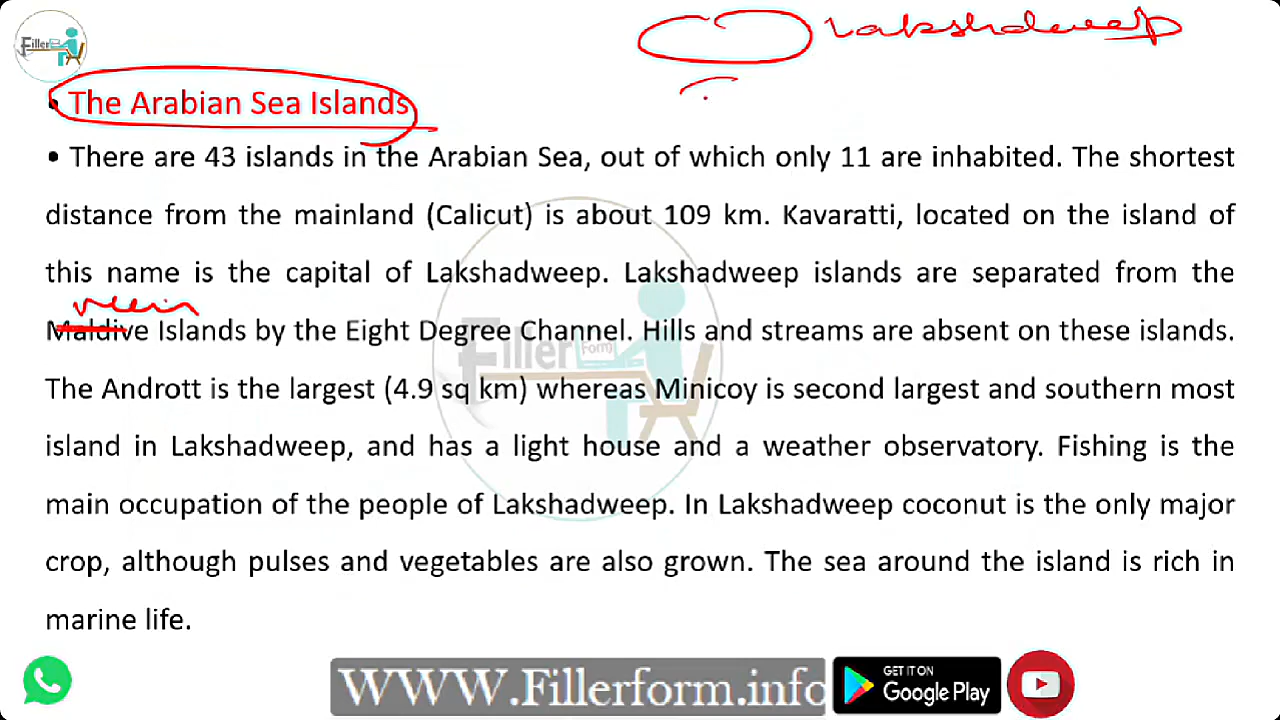 Filler
Form
Lakshadweep
• The Arabian Sea Islands
• There are 43 islands in the Arabian Sea, out of which only 11 are inhabited. The shortest
distance from the mainland (Calicut) is about 109 km. Kavaratti, located on the island of
this name is the capital of Lakshadweep. Lakshadweep islands are separated from the
Maldive Islands by the Eight Degree Channel. Hills and streams are absent on these islands.
The Andrott is the largest (4.9 sq km) whereas Minicoy is second largest and southern most
island in Lakshadweep, and has a light house and a weather observatory. Fishing is the
main occupation of the people of Lakshadweep. In Lakshadweep coconut is the only major
crop, although pulses and vegetables are also grown. The sea around the island is rich in
marine life.
Filler
Form
WWW.Fillerform.info
GET IT ON
Google Play